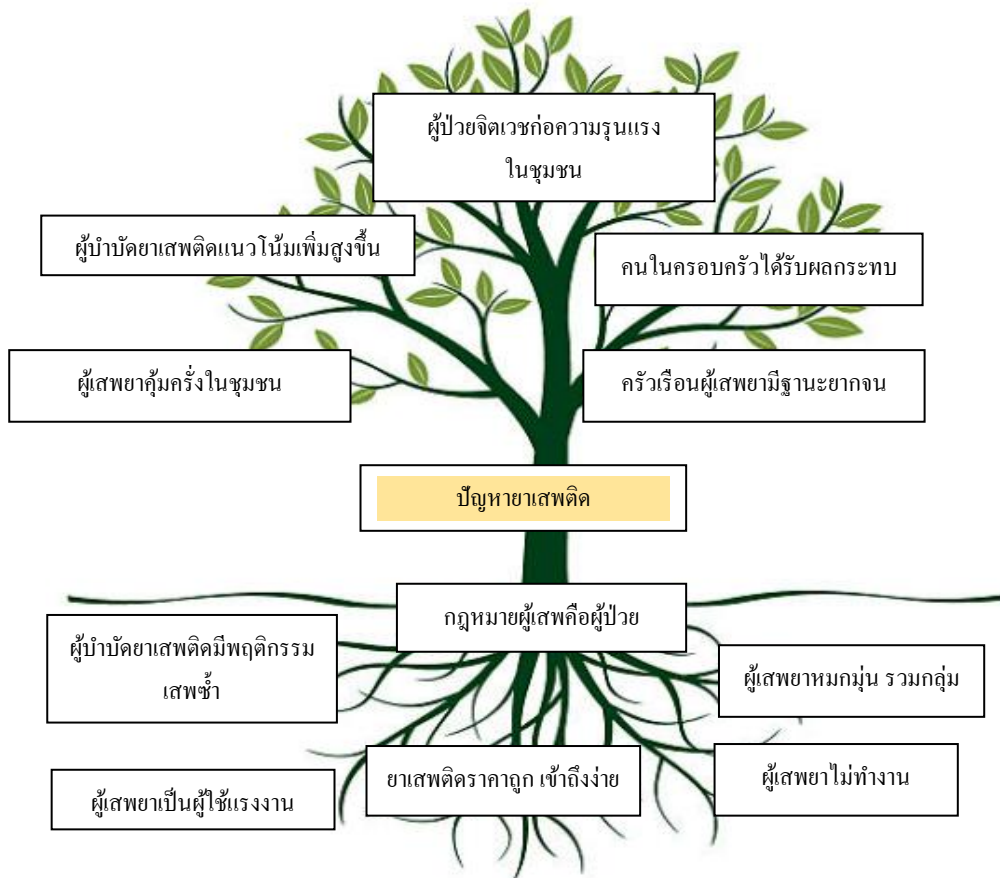 ผู้ป่วยจิตเวชก่อความรุนแรง
ในชุมชน
ผู้บำบัดยาเสพติดแนวโน้มเพิ่มสูงขึ้น
คนในครอบครัวได้รับผลกระทบ
ผู้เสพยาคุ้มครั่งในชุมชน
ครัวเรือนผู้เสพยามีฐานะยากจน
ปัญหายาเสพติด
กฎหมายผู้เสพคือผู้ป่วย
ผู้บำบัดยาเสพติดมีพฤติกรรม
เสพซ้ำ
ผู้เสพยาหมกมุ่น รวมกลุ่ม
ผู้เสพยาเป็นผู้ใช้แรงงาน
ยาเสพติดราคาถูก เข้าถึงง่าย
ผู้เสพยาไม่ทำงาน